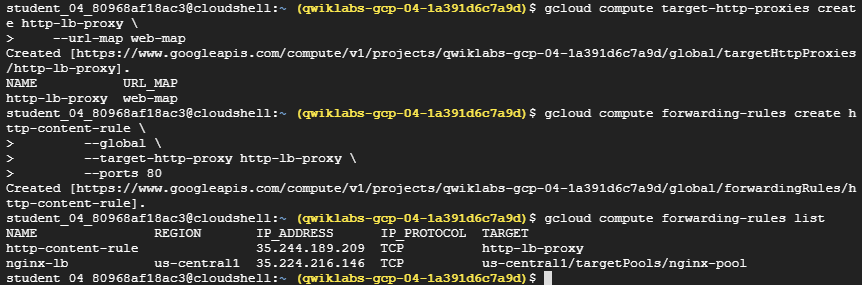 student_04_80968af18ac3@cloudshell:~ (qwiklabs-gcp-04-1a391d6c7a9d)$ gcloud compute target-http-proxies creat
e http-lb-proxy \
>     --url-map web-map
Created [https://www.googleapis.com/compute/v1/projects/qwiklabs-gcp-04-1a391d6c7a9d/global/targetHttpProxies
/http-lb-proxy].
NAME           URL_MAP
http-lb-proxy  web-map
student_04_80968af18ac3@cloudshell:~ (qwiklabs-gcp-04-1a391d6c7a9d)$ gcloud compute forwarding-rules create h
ttp-content-rule \
>         --global \
>         --target-http-proxy http-lb-proxy \
>         --ports 80
Created [https://www.googleapis.com/compute/v1/projects/qwiklabs-gcp-04-1a391d6c7a9d/global/forwardingRules/h
ttp-content-rule].
student_04_80968af18ac3@cloudshell:~ (qwiklabs-gcp-04-1a391d6c7a9d)$ gcloud compute forwarding-rules list
NAME               REGION       IP_ADDRESS      IP_PROTOCOL  TARGET
http-content-rule               35.244.189.209  TCP          http-lb-proxy
nginx-lb           us-central1  35.224.216.146  TCP          us-central1/targetPools/nginx-pool
student_04_80968af18ac3@cloudshell:~ (qwiklabs-gcp-04-1a391d6c7a9d)$